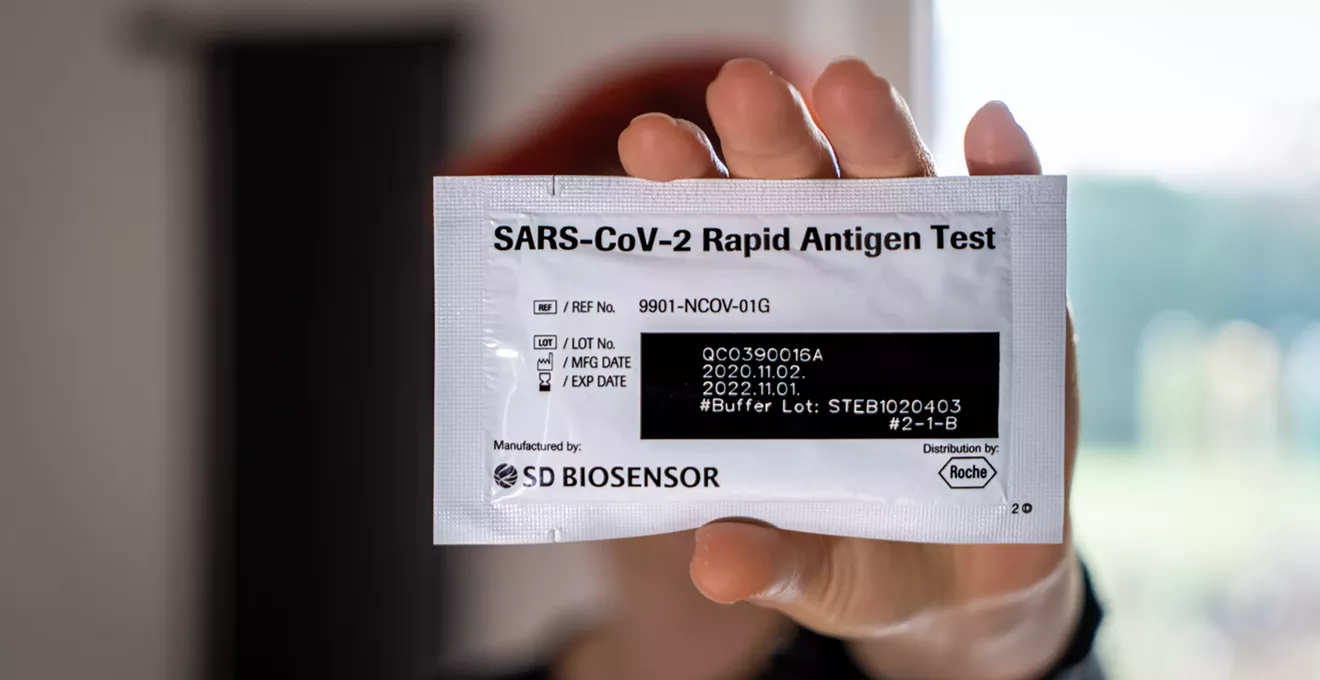 SARS-CoV-2 Rapid Antigen Test
REF / REF No. 9901-NCOV-01G
LOT / LOT No. QC0390016A
/ MFG DATE 2020.11.02.
/ EXP DATE 2022.11.01.
#Buffer Lot: STEB1020403
#2-1-B
Manufactured by:
SD BIOSENSOR
Distribution by:
Roche
2